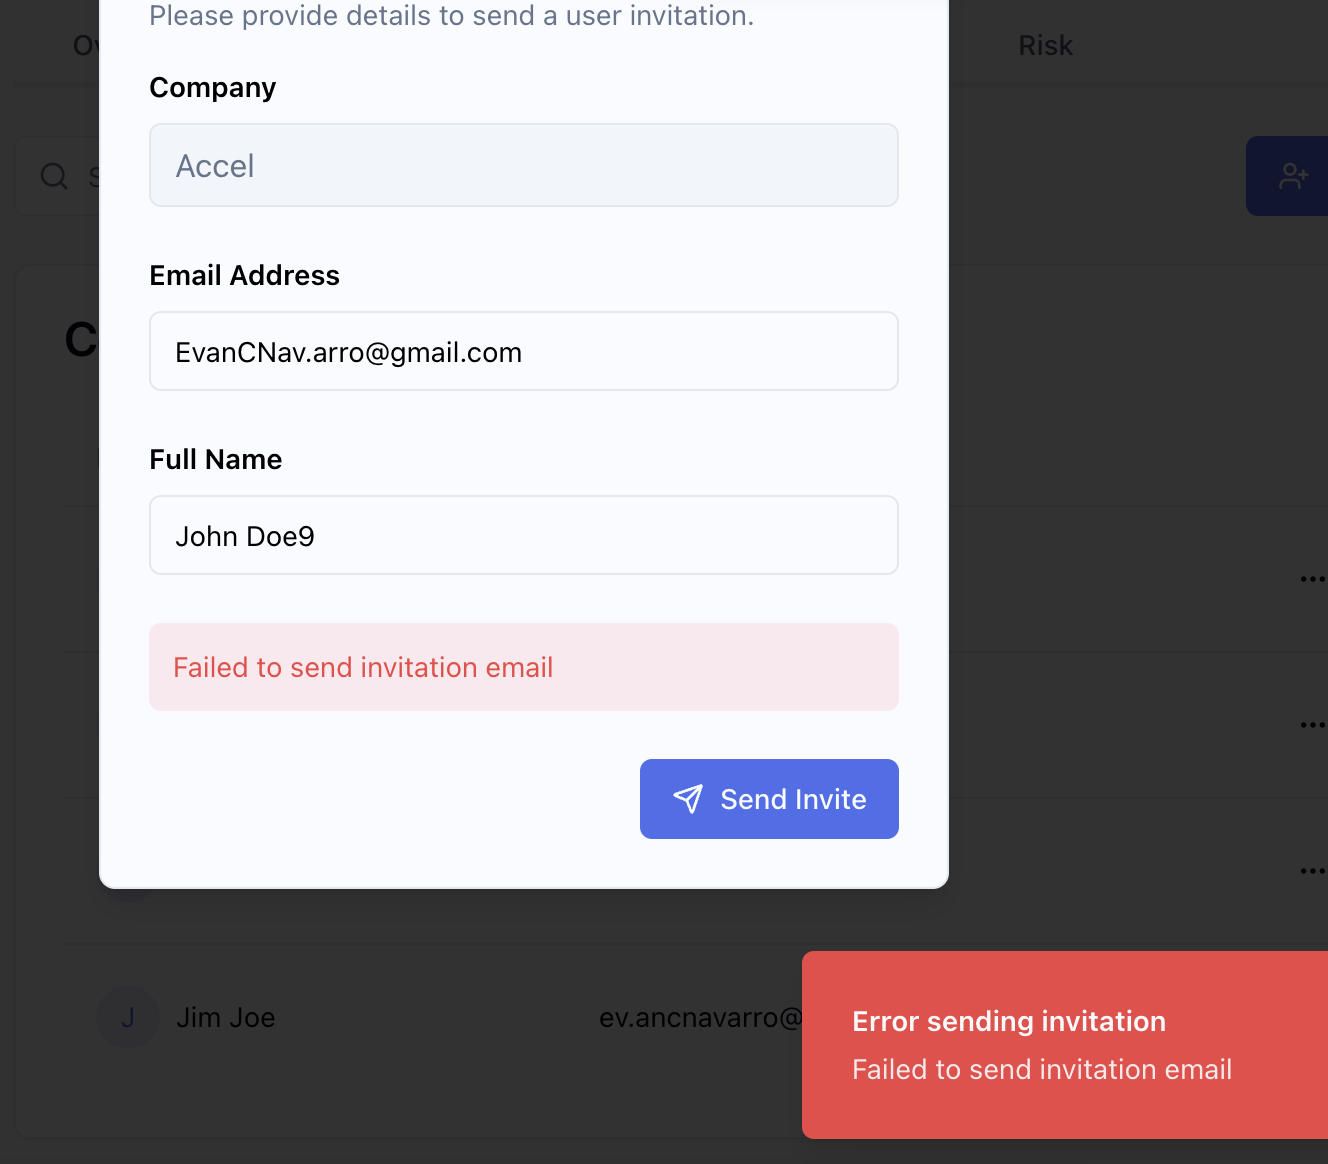 Please provide details to send a user invitation.
Risk
Company
Accel
Email Address
EvanCNav.arro@gmail.com
Full Name
John Doe9
Failed to send invitation email
Send Invite
J
Jim Joe
ev.ancnavarro@
Error sending invitation
Failed to send invitation email